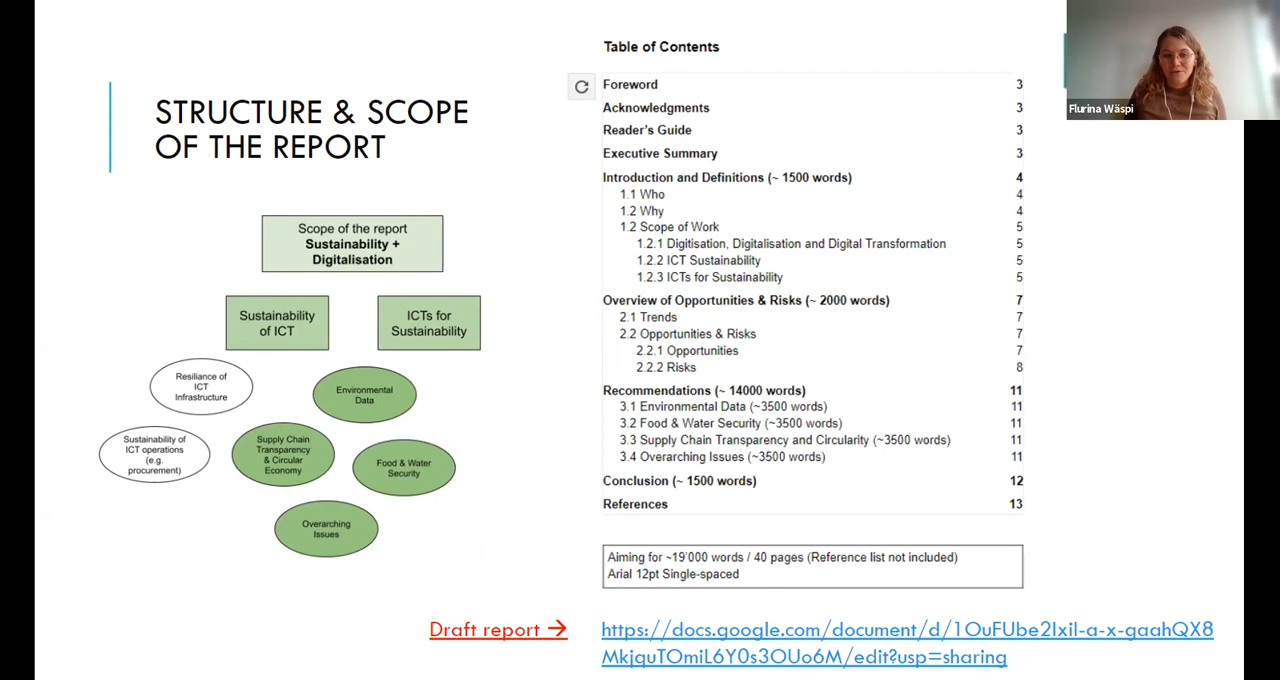 STRUCTURE & SCOPE
OF THE REPORT
Scope of the report
Sustainability +
Digitalisation
Sustainability
of ICT
ICTs for
Sustainability
Resiliance of
ICT
Infrastructure
Environmental
Data
Sustainability of
ICT operations
(e.g.
procurement)
Supply Chain
Transparency
& Circular
Economy
Food & Water
Security
Overarching
Issues
Table of Contents
Foreword 3
Acknowledgments 3
Reader's Guide 3
Executive Summary 3
Introduction and Definitions (~ 1500 words) 4
1.1 Who 4
1.2 Why 4
1.2 Scope of Work 5
1.2.1 Digitisation, Digitalisation and Digital Transformation 5
1.2.2 ICT Sustainability 5
1.2.3 ICTs for Sustainability 5
Overview of Opportunities & Risks (~ 2000 words) 7
2.1 Trends 7
2.2 Opportunities & Risks 7
2.2.1 Opportunities 7
2.2.2 Risks 8
Recommendations (~ 14000 words) 11
3.1 Environmental Data (~3500 words) 11
3.2 Food & Water Security (~3500 words) 11
3.3 Supply Chain Transparency and Circularity (~3500 words) 11
3.4 Overarching Issues (~3500 words) 11
Conclusion (~ 1500 words) 12
References 13
Aiming for ~19'000 words / 40 pages (Reference list not included)
Arial 12pt Single-spaced
Draft report → https://docs.google.com/document/d/1OuFUbe2Ixil-a-x-gaahQX8
MkjquTOmiL6Y0s3OUo6M/edit?usp=sharing
Flurina Wäspi